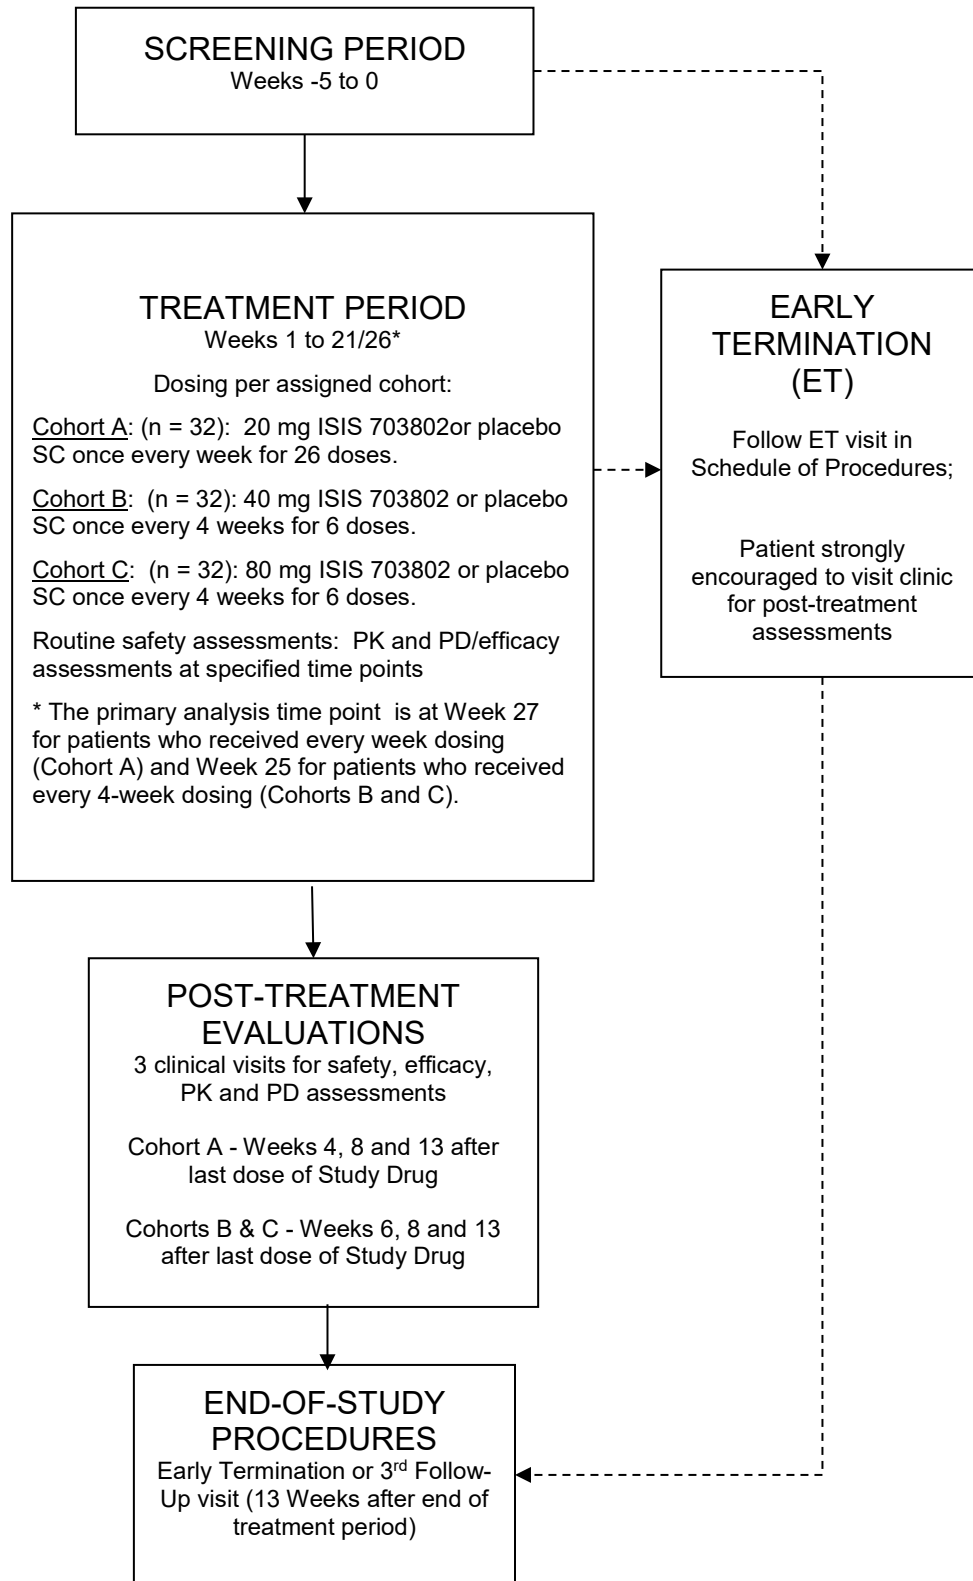 SCREENING PERIOD
Weeks -5 to 0
TREATMENT PERIOD
Weeks 1 to 21/26*
Dosing per assigned cohort:
Cohort A: (n = 32): 20 mg ISIS 703802or placebo
SC once every week for 26 doses.
Cohort B: (n = 32): 40 mg ISIS 703802 or placebo
SC once every 4 weeks for 6 doses.
Cohort C: (n = 32): 80 mg ISIS 703802 or placebo
SC once every 4 weeks for 6 doses.
Routine safety assessments: PK and PD/efficacy
assessments at specified time points
* The primary analysis time point is at Week 27
for patients who received every week dosing
(Cohort A) and Week 25 for patients who received
every 4-week dosing (Cohorts B and C).
EARLY
TERMINATION
(ET)
Follow ET visit in
Schedule of Procedures;
Patient strongly
encouraged to visit clinic
for post-treatment
assessments
POST-TREATMENT
EVALUATIONS
3 clinical visits for safety, efficacy,
PK and PD assessments
Cohort A - Weeks 4, 8 and 13 after
last dose of Study Drug
Cohorts B & C - Weeks 6, 8 and 13
after last dose of Study Drug
END-OF-STUDY
PROCEDURES
Early Termination or 3rd Follow-
Up visit (13 Weeks after end of
treatment period)